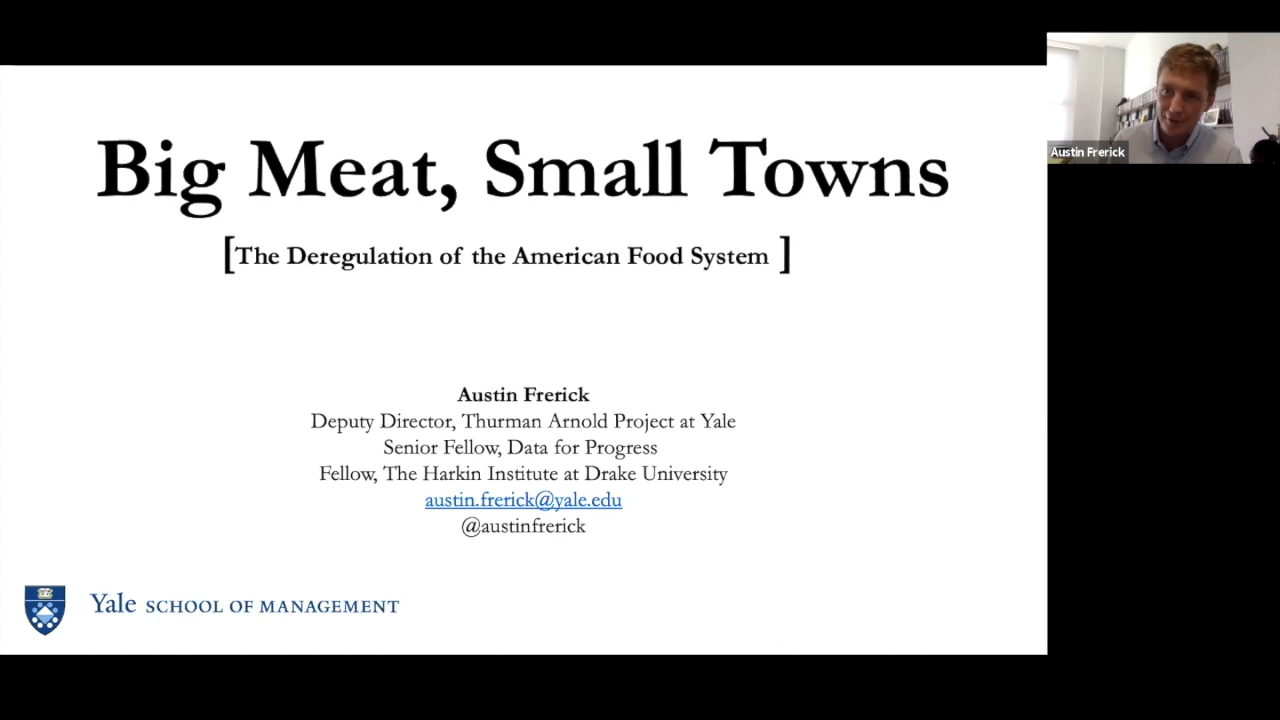 Big Meat, Small Towns
[The Deregulation of the American Food System ]
Austin Frerick
Deputy Director, Thurman Arnold Project at Yale
Senior Fellow, Data for Progress
Fellow, The Harkin Institute at Drake University
austin.frerick@yale.edu
@austinfrerick
Yale SCHOOL OF MANAGEMENT
Austin Frerick